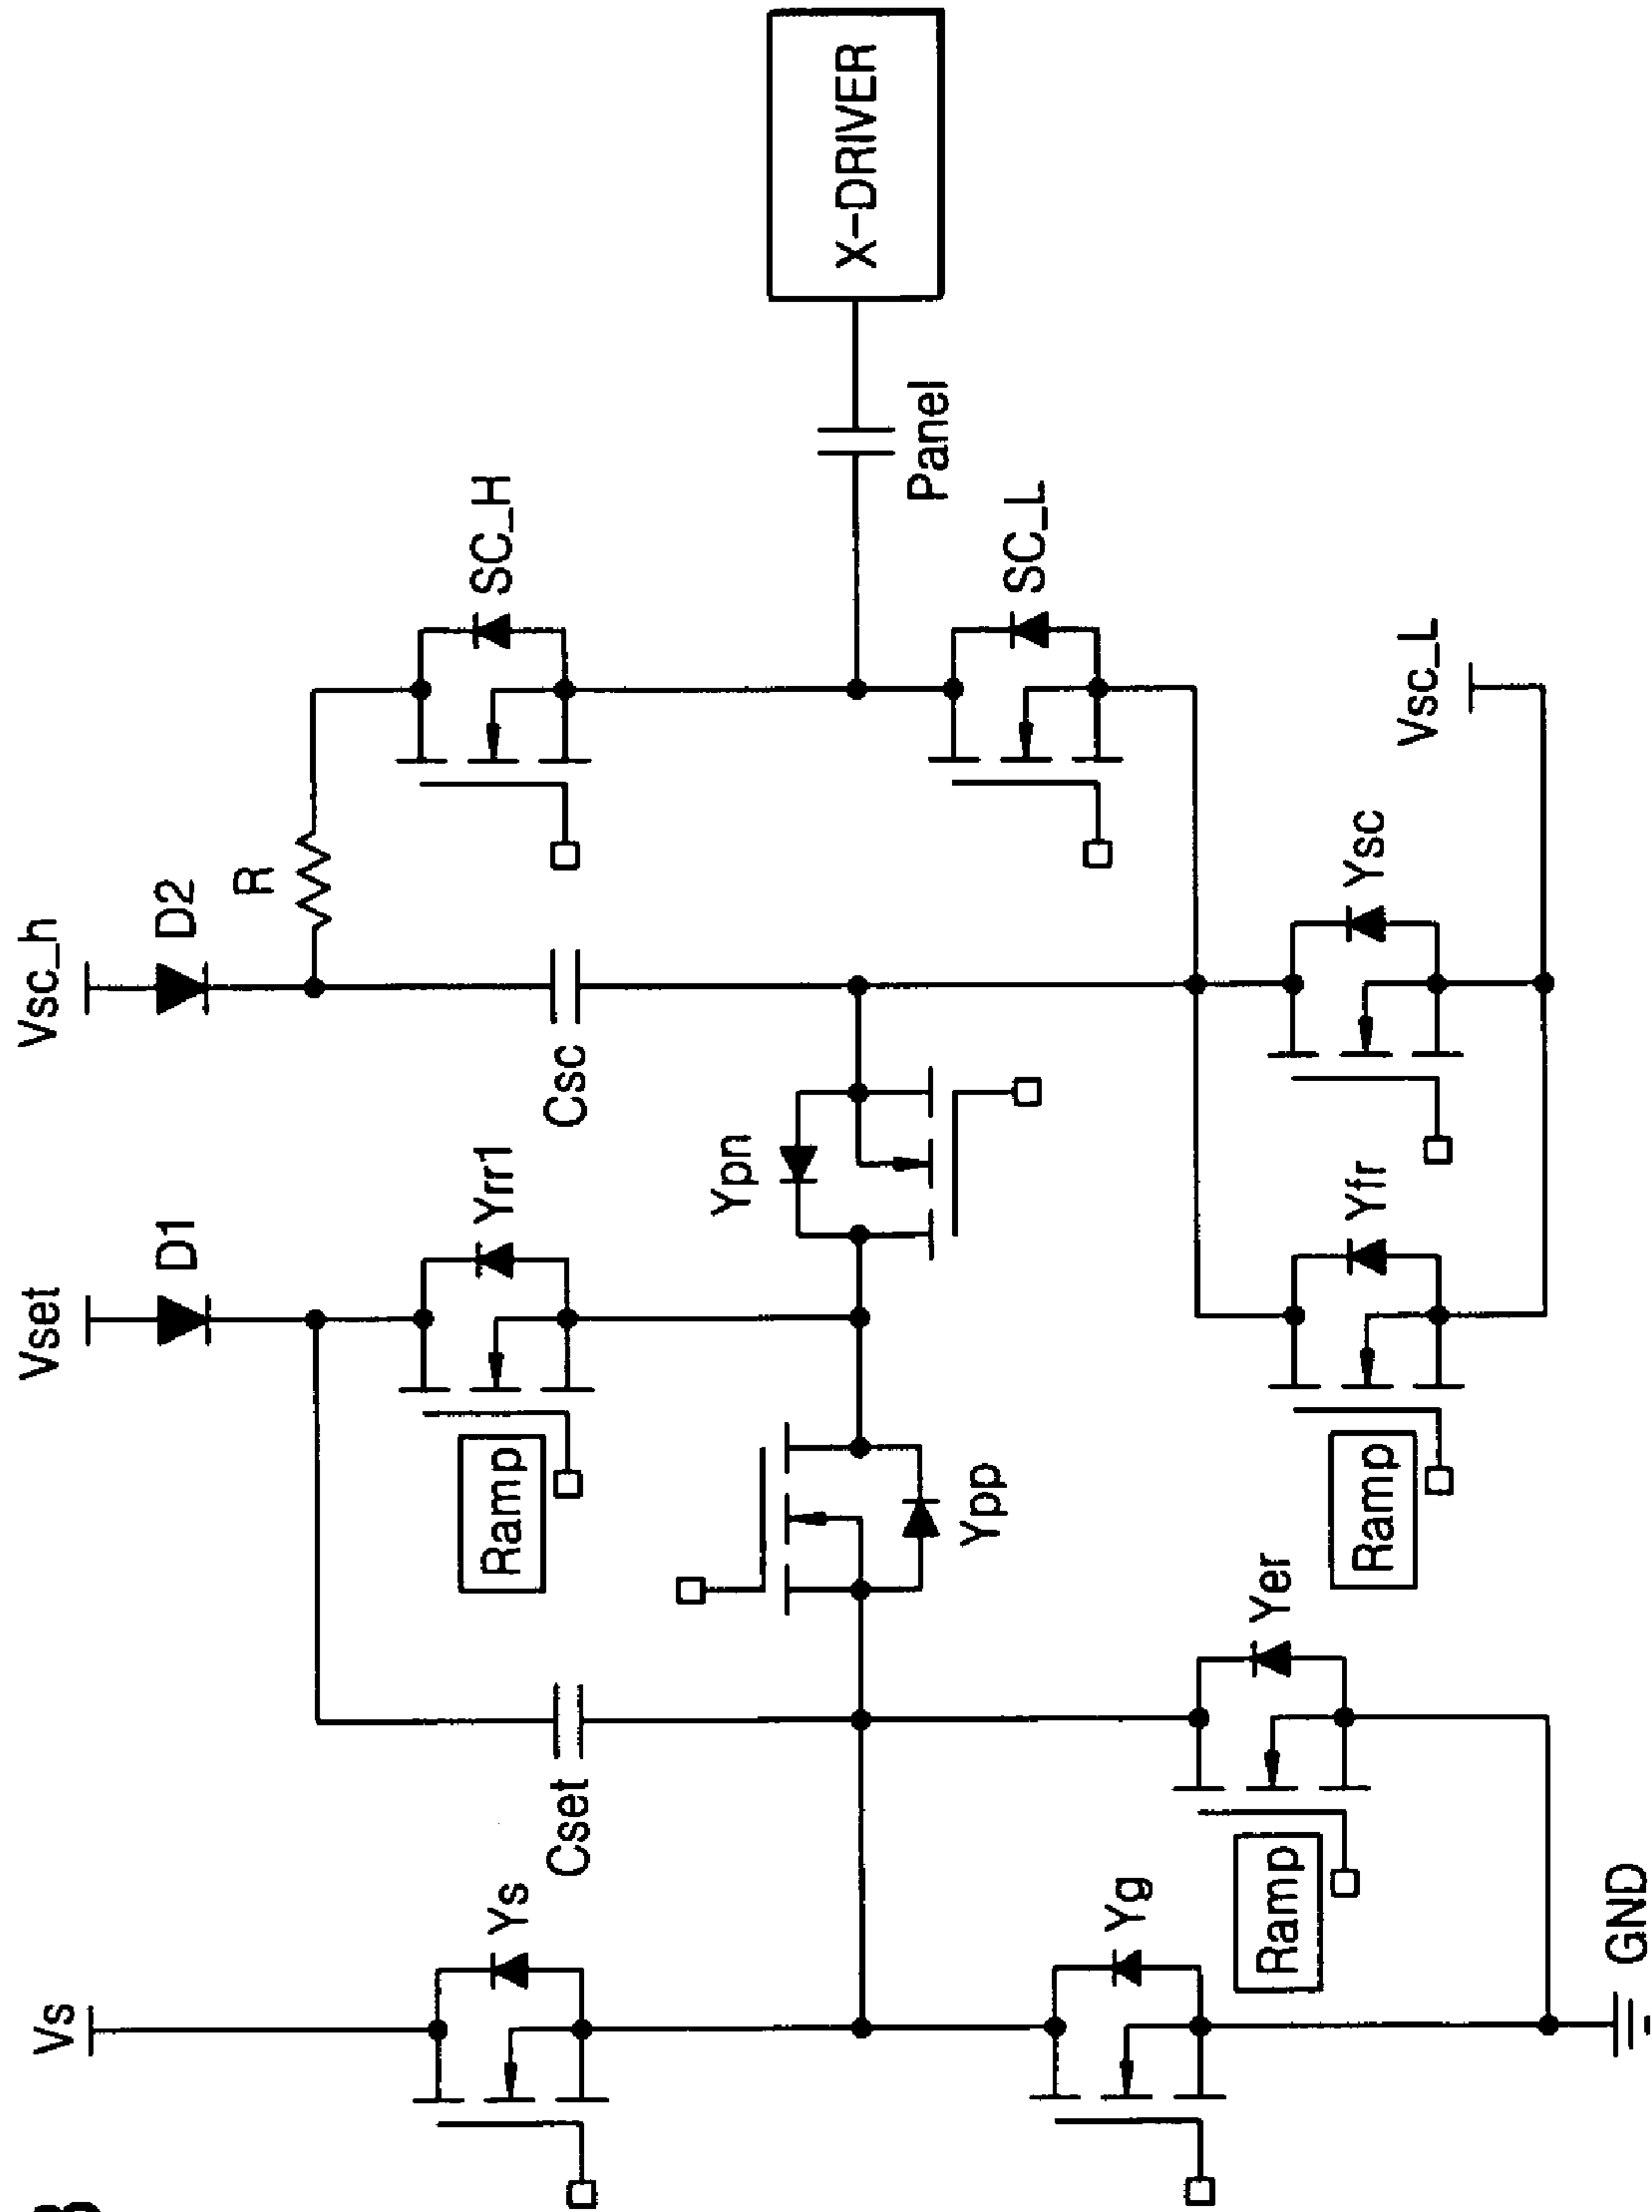 Vs
Vset
Vsc_h
D1
D2
R
Ys
Cset
Ramp
Yrr1
Csc
SC_H
Ypn
Ypp
Panel
X-DRIVER
Yg
Ramp
Yer
Ramp
Yfr
Ysc
SC_L
Vsc_L
GND